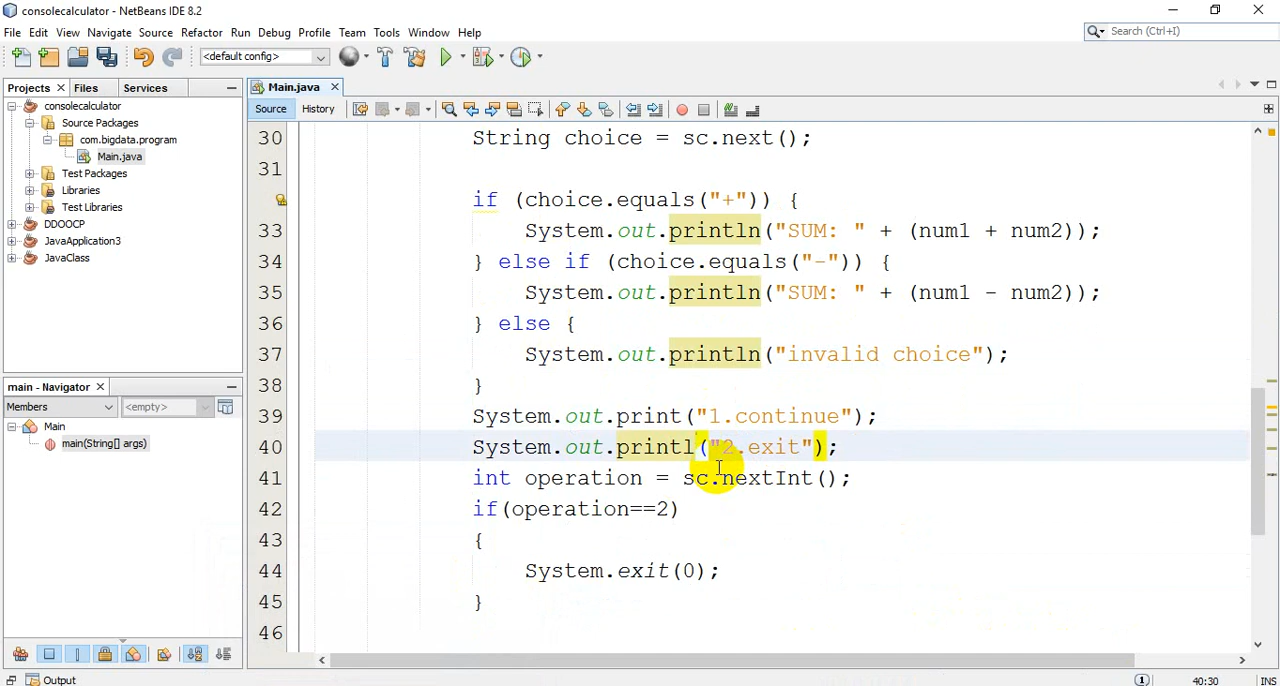 consolecalculator - NetBeans IDE 8.2
File Edit View Navigate Source Refactor Run Debug Profile Team Tools Window Help
Search (Ctrl+I)
<default config>
Projects Files Services
Main.java
Source History
consolecalculator
Source Packages
com.bigdata.program
Main.java
Test Packages
Libraries
Test Libraries
DDOOCP
JavaApplication3
JavaClass
main - Navigator
Members <empty>
Main
main(String[] args)
30 String choice = sc.next();
31
if (choice.equals("+")) {
33 System.out.println("SUM: " + (num1 + num2));
34 } else if (choice.equals("-")) {
35 System.out.println("SUM: " + (num1 - num2));
36 } else {
37 System.out.println("invalid choice");
38 }
39 System.out.print("1.continue");
40 System.out.printl("2.exit");
41 int operation = sc.nextInt();
42 if(operation==2)
43 {
44 System.exit(0);
45 }
46
Output
1 40:30 INS